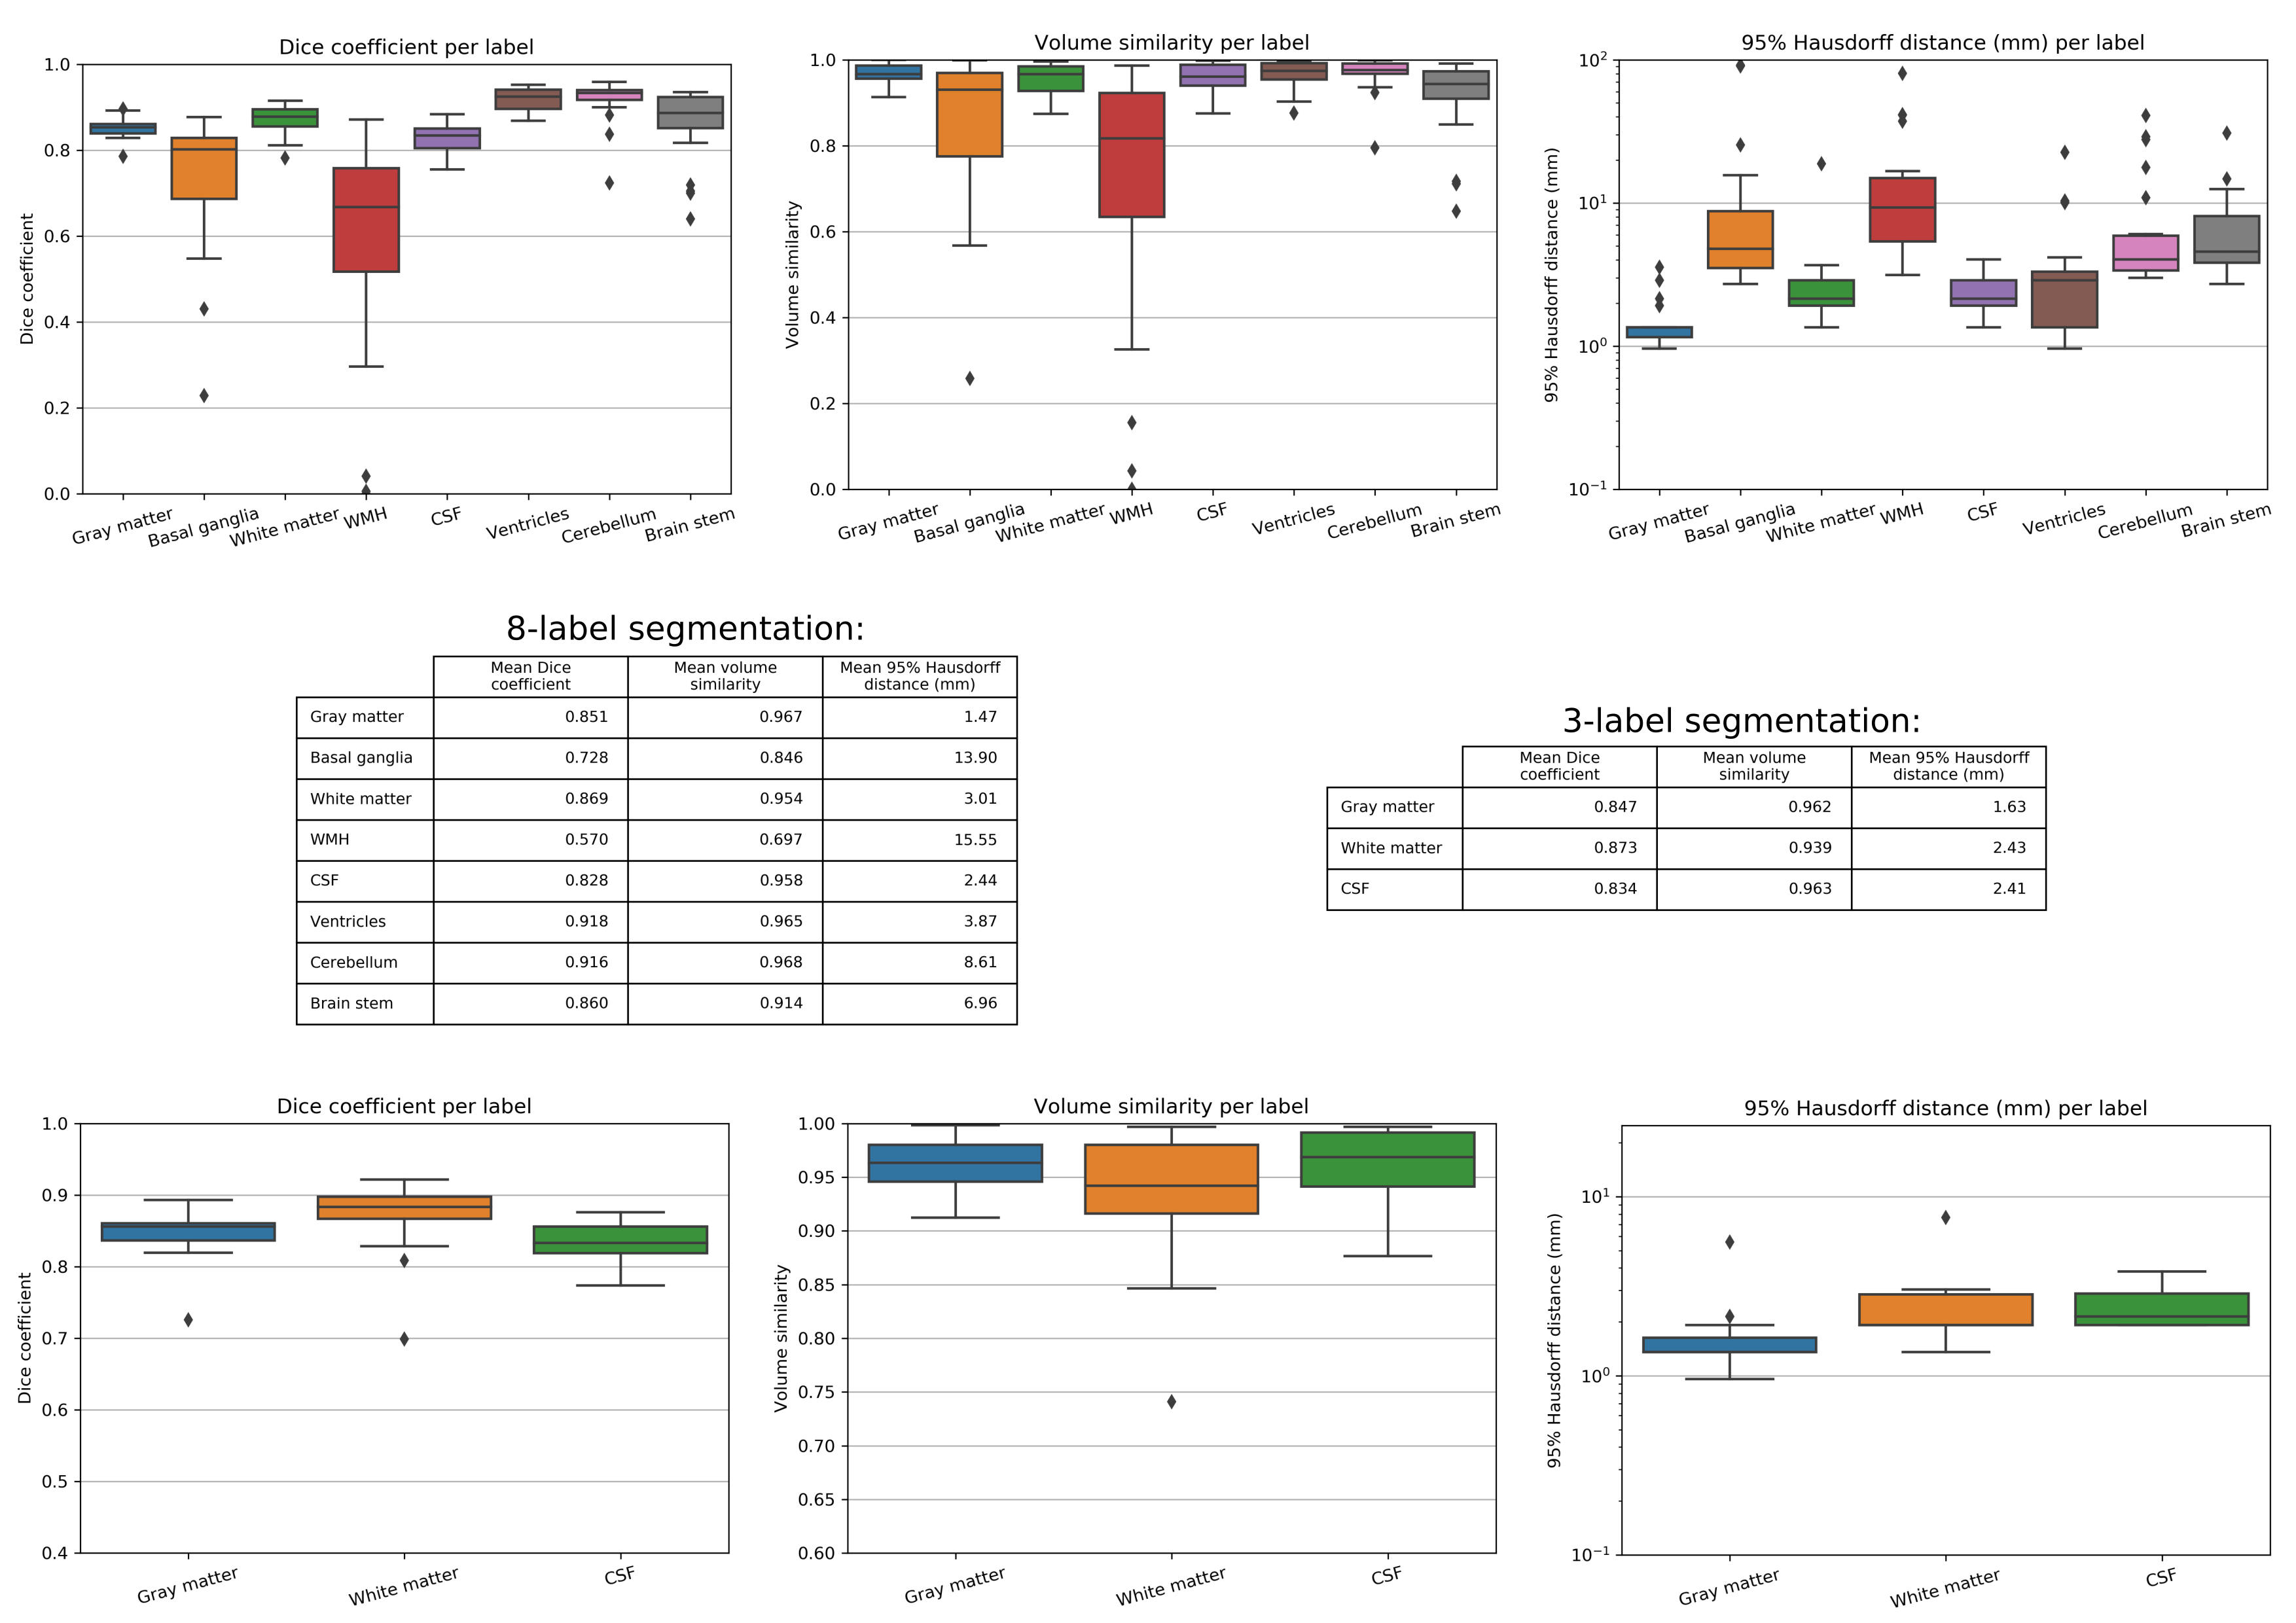 Dice coefficient per label
Dice coefficient
1.0
0.8
0.6
0.4
0.2
0.0
Gray matter
Basal ganglia
White matter
WMH
CSF
Ventricles
Cerebellum
Brain stem
Volume similarity per label
Volume similarity
1.0
0.8
0.6
0.4
0.2
0.0
Gray matter
Basal ganglia
White matter
WMH
CSF
Ventricles
Cerebellum
Brain stem
95% Hausdorff distance (mm) per label
95% Hausdorff distance (mm)
10²
10¹
10⁰
10⁻¹
Gray matter
Basal ganglia
White matter
WMH
CSF
Ventricles
Cerebellum
Brain stem
8-label segmentation:
Mean Dice coefficient Mean volume similarity Mean 95% Hausdorff distance (mm)
Gray matter 0.851 0.967 1.47
Basal ganglia 0.728 0.846 13.90
White matter 0.869 0.954 3.01
WMH 0.570 0.697 15.55
CSF 0.828 0.958 2.44
Ventricles 0.918 0.965 3.87
Cerebellum 0.916 0.968 8.61
Brain stem 0.860 0.914 6.96
3-label segmentation:
Mean Dice coefficient Mean volume similarity Mean 95% Hausdorff distance (mm)
Gray matter 0.847 0.962 1.63
White matter 0.873 0.939 2.43
CSF 0.834 0.963 2.41
Dice coefficient per label
Dice coefficient
1.0
0.9
0.8
0.7
0.6
0.5
0.4
Gray matter
White matter
CSF
Volume similarity per label
Volume similarity
1.00
0.95
0.90
0.85
0.80
0.75
0.70
0.65
0.60
Gray matter
White matter
CSF
95% Hausdorff distance (mm) per label
95% Hausdorff distance (mm)
10¹
10⁰
10⁻¹
Gray matter
White matter
CSF